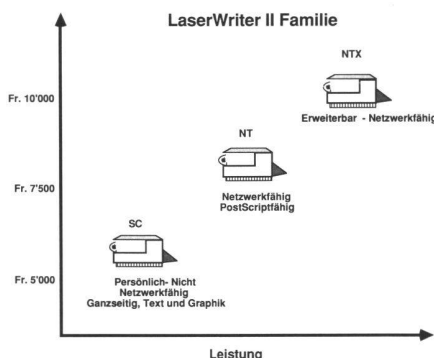 LaserWriter II Familie
NTX
Fr. 10'000
Erweiterbar - Netzwerkfähig
NT
Fr. 7'500
Netzwerkfähig
PostScriptfähig
SC
Persönlich- Nicht
Netzwerkfähig
Ganzseitig, Text und Graphik
Fr. 5'000
Leistung